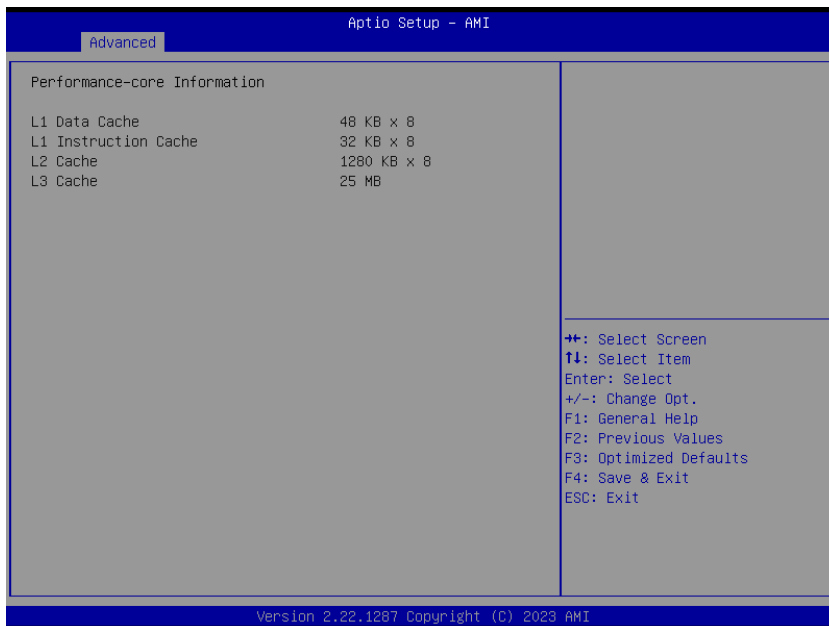 Aptio Setup – AMI
Advanced
Performance-core Information
L1 Data Cache 48 KB x 8
L1 Instruction Cache 32 KB x 8
L2 Cache 1280 KB x 8
L3 Cache 25 MB
→←: Select Screen
↑↓: Select Item
Enter: Select
+/-: Change Opt.
F1: General Help
F2: Previous Values
F3: Optimized Defaults
F4: Save & Exit
ESC: Exit
Version 2.22.1287 Copyright (C) 2023 AMI